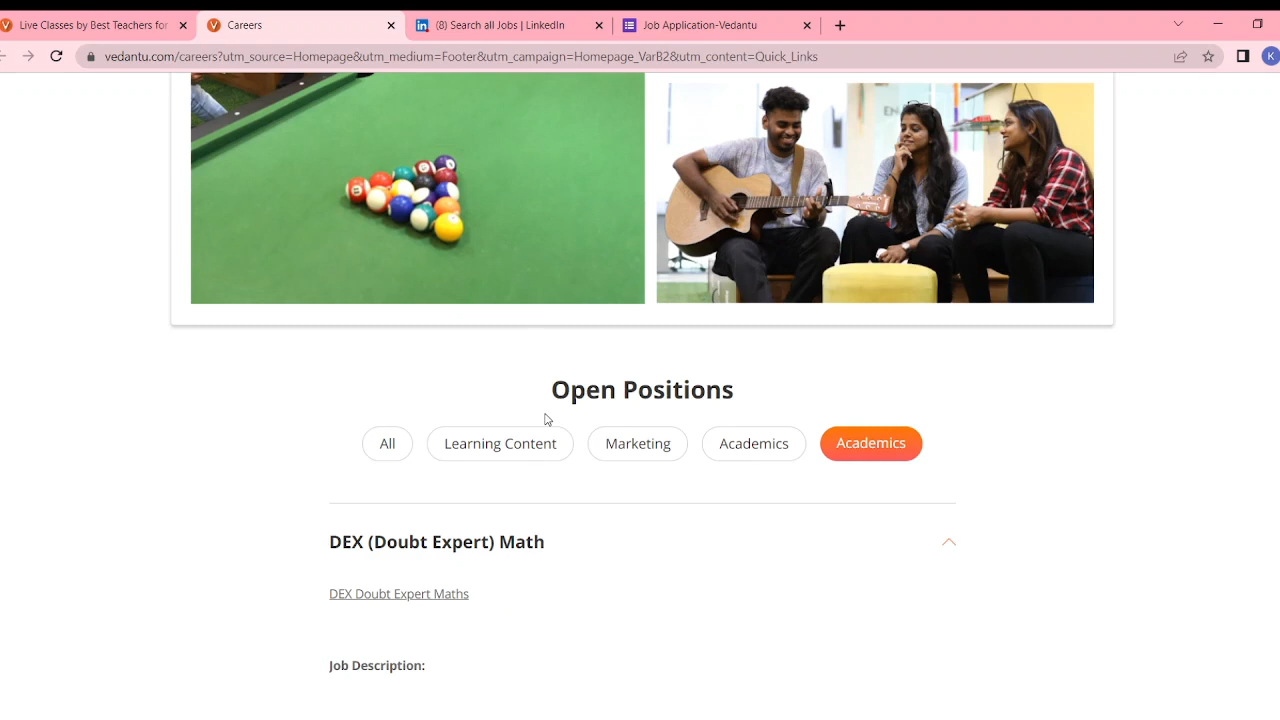 Live Classes by Best Teachers for
Careers
(8) Search all Jobs | LinkedIn
Job Application-Vedantu
vedantu.com/careers?utm_source=Homepage&utm_medium=Footer&utm_campaign=Homepage_VarB2&utm_content=Quick_Links
K
Open Positions
All
Learning Content
Marketing
Academics
Academics
DEX (Doubt Expert) Math
DEX Doubt Expert Maths
Job Description: